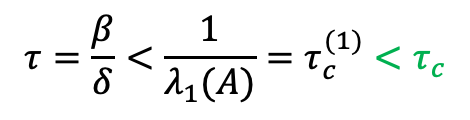 τ = β/δ < 1/λ₁(A) = τ_c^(1) < τ_c